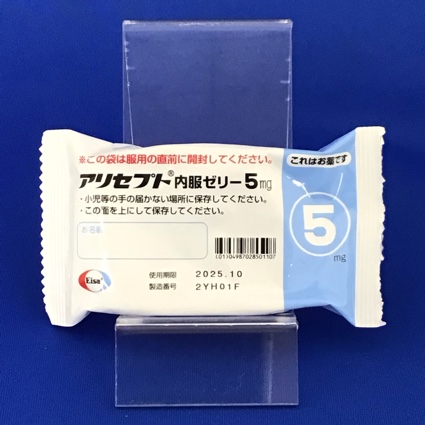 ※この袋は服用の直前に開封してください。
これはお薬です
アリセプト®内服ゼリー5mg
・小児等の手の届かない場所に保存してください。
・この面を上にして保存してください。
お名前
5
mg
(01)04987028501107
Eisai
使用期限 2025.10
製造番号 2YH01F